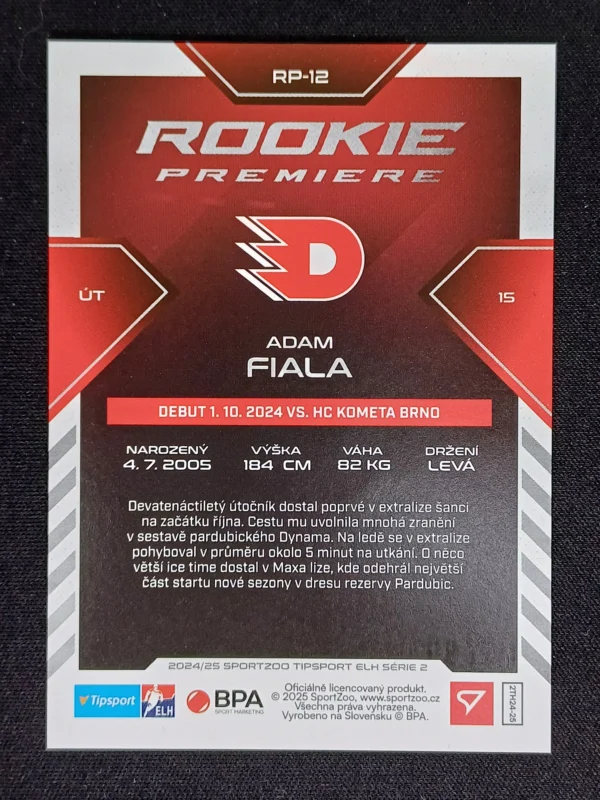 RP-12
ROOKIE
PREMIERE
D
ÚT
15
ADAM
FIALA
DEBUT 1. 10. 2024 VS. HC KOMETA BRNO
NAROZENÝ VÝŠKA VÁHA DRŽENÍ
4. 7. 2005 184 CM 82 KG LEVÁ
Devatenáctiletý útočník dostal poprvé v extralize šanci
na začátku října. Cestu mu uvolnila mnohá zranění
v sestavě pardubického Dynama. Na ledě se v extralize
pohyboval v průměru okolo 5 minut na utkání. O něco
větší ice time dostal v Maxa lize, kde odehrál největší
část startu nové sezony v dresu rezervy Pardubic.
2024/25 SPORTZOO TIPSPORT ELH SÉRIE 2
Tipsport
ELH
BPA
SPORT MARKETING
Oficiálně licencovaný produkt.
© 2025 SportZoo, www.sportzoo.cz
Všechna práva vyhrazena.
Vyrobeno na Slovensku © BPA.
2TH24-25